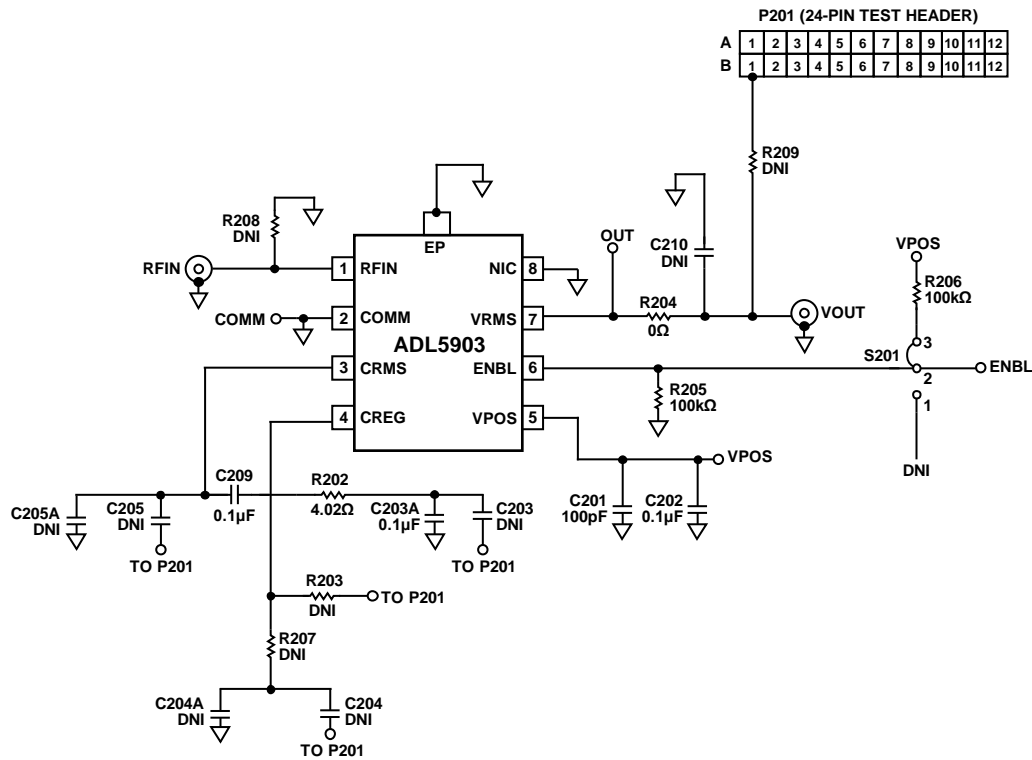 P201 (24-PIN TEST HEADER)
A 1 2 3 4 5 6 7 8 9 10 11 12
B 1 2 3 4 5 6 7 8 9 10 11 12
R209
DNI
R208
DNI
EP
OUT
C210
DNI
VPOS
R206
100kΩ
RFIN
1 RFIN
NIC 8
COMM
2 COMM
VRMS 7
R204
0Ω
VOUT
ADL5903
3 CRMS
ENBL 6
S201
3
2
1
ENBL
R205
100kΩ
4 CREG
VPOS 5
VPOS
DNI
C209
0.1µF
R202
4.02Ω
C205A
DNI
C205
DNI
TO P201
C203A
0.1µF
C203
DNI
TO P201
C201
100pF
C202
0.1µF
R203
DNI
TO P201
R207
DNI
C204A
DNI
C204
DNI
TO P201